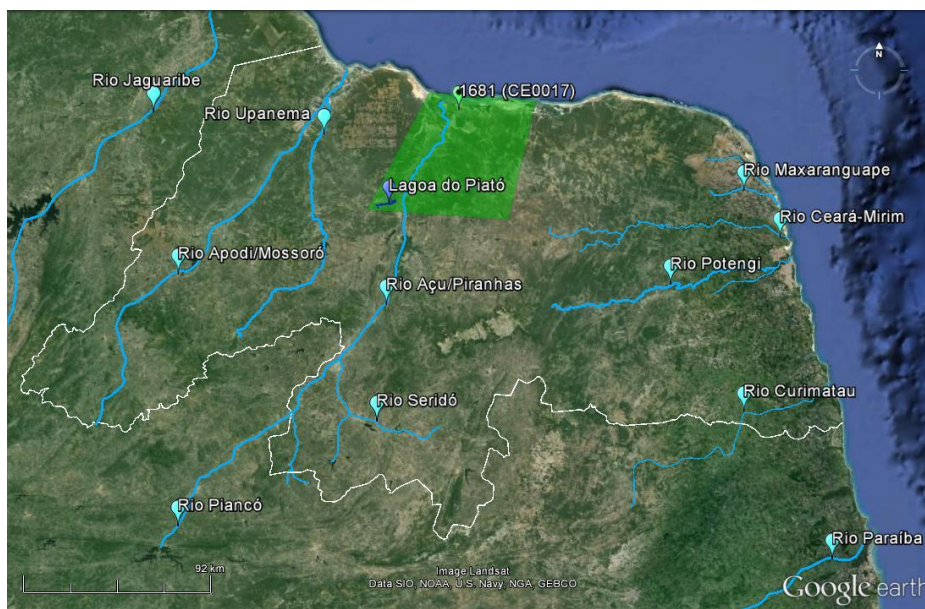 N
1681 (CE0017)
Rio Jaguaribe
Rio Upanema
Rio Maxaranguape
Lagoa do Piató
Rio Ceará-Mirim
Rio Apodi/Mossoró
Rio Potengi
Rio Açu/Piranhas
Rio Curimatau
Rio Seridó
Rio Piancó
Rio Paraíba
92 km
Image Landsat
Data SIO, NOAA, U.S. Navy, NGA, GEBCO
Google earth